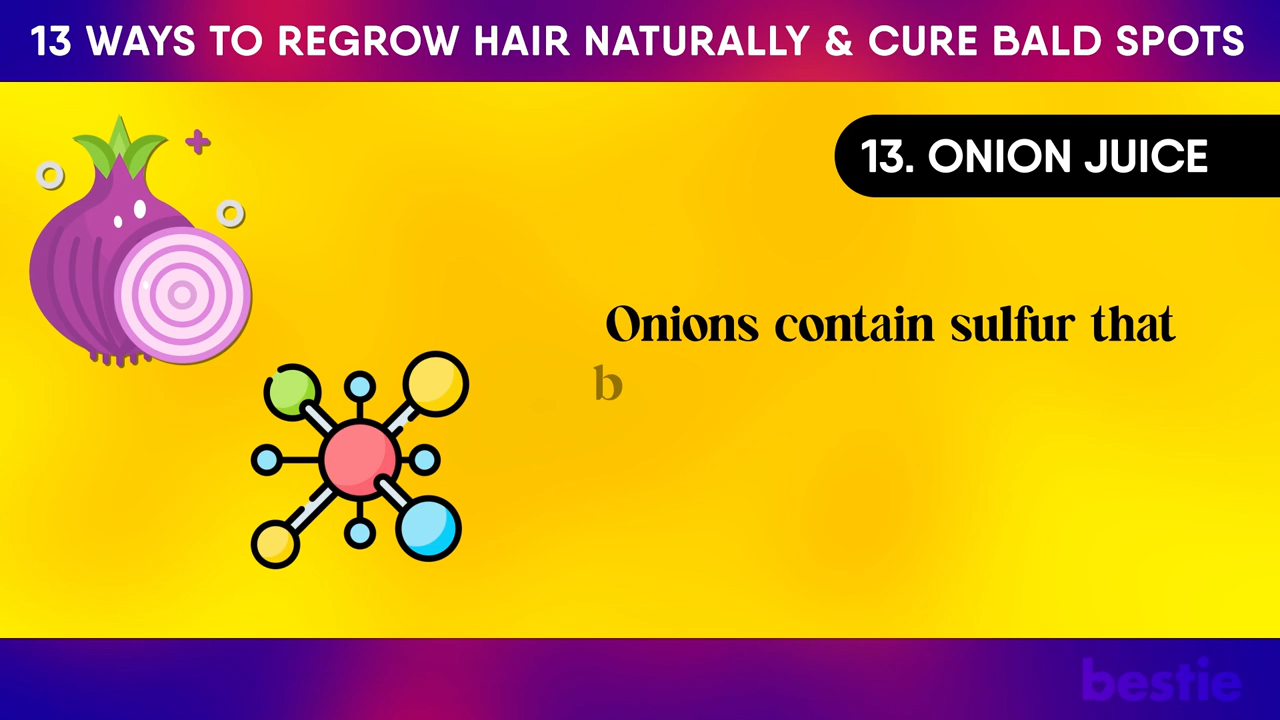 13 WAYS TO REGROW HAIR NATURALLY & CURE BALD SPOTS
13. ONION JUICE
Onions contain sulfur that
b
bestie